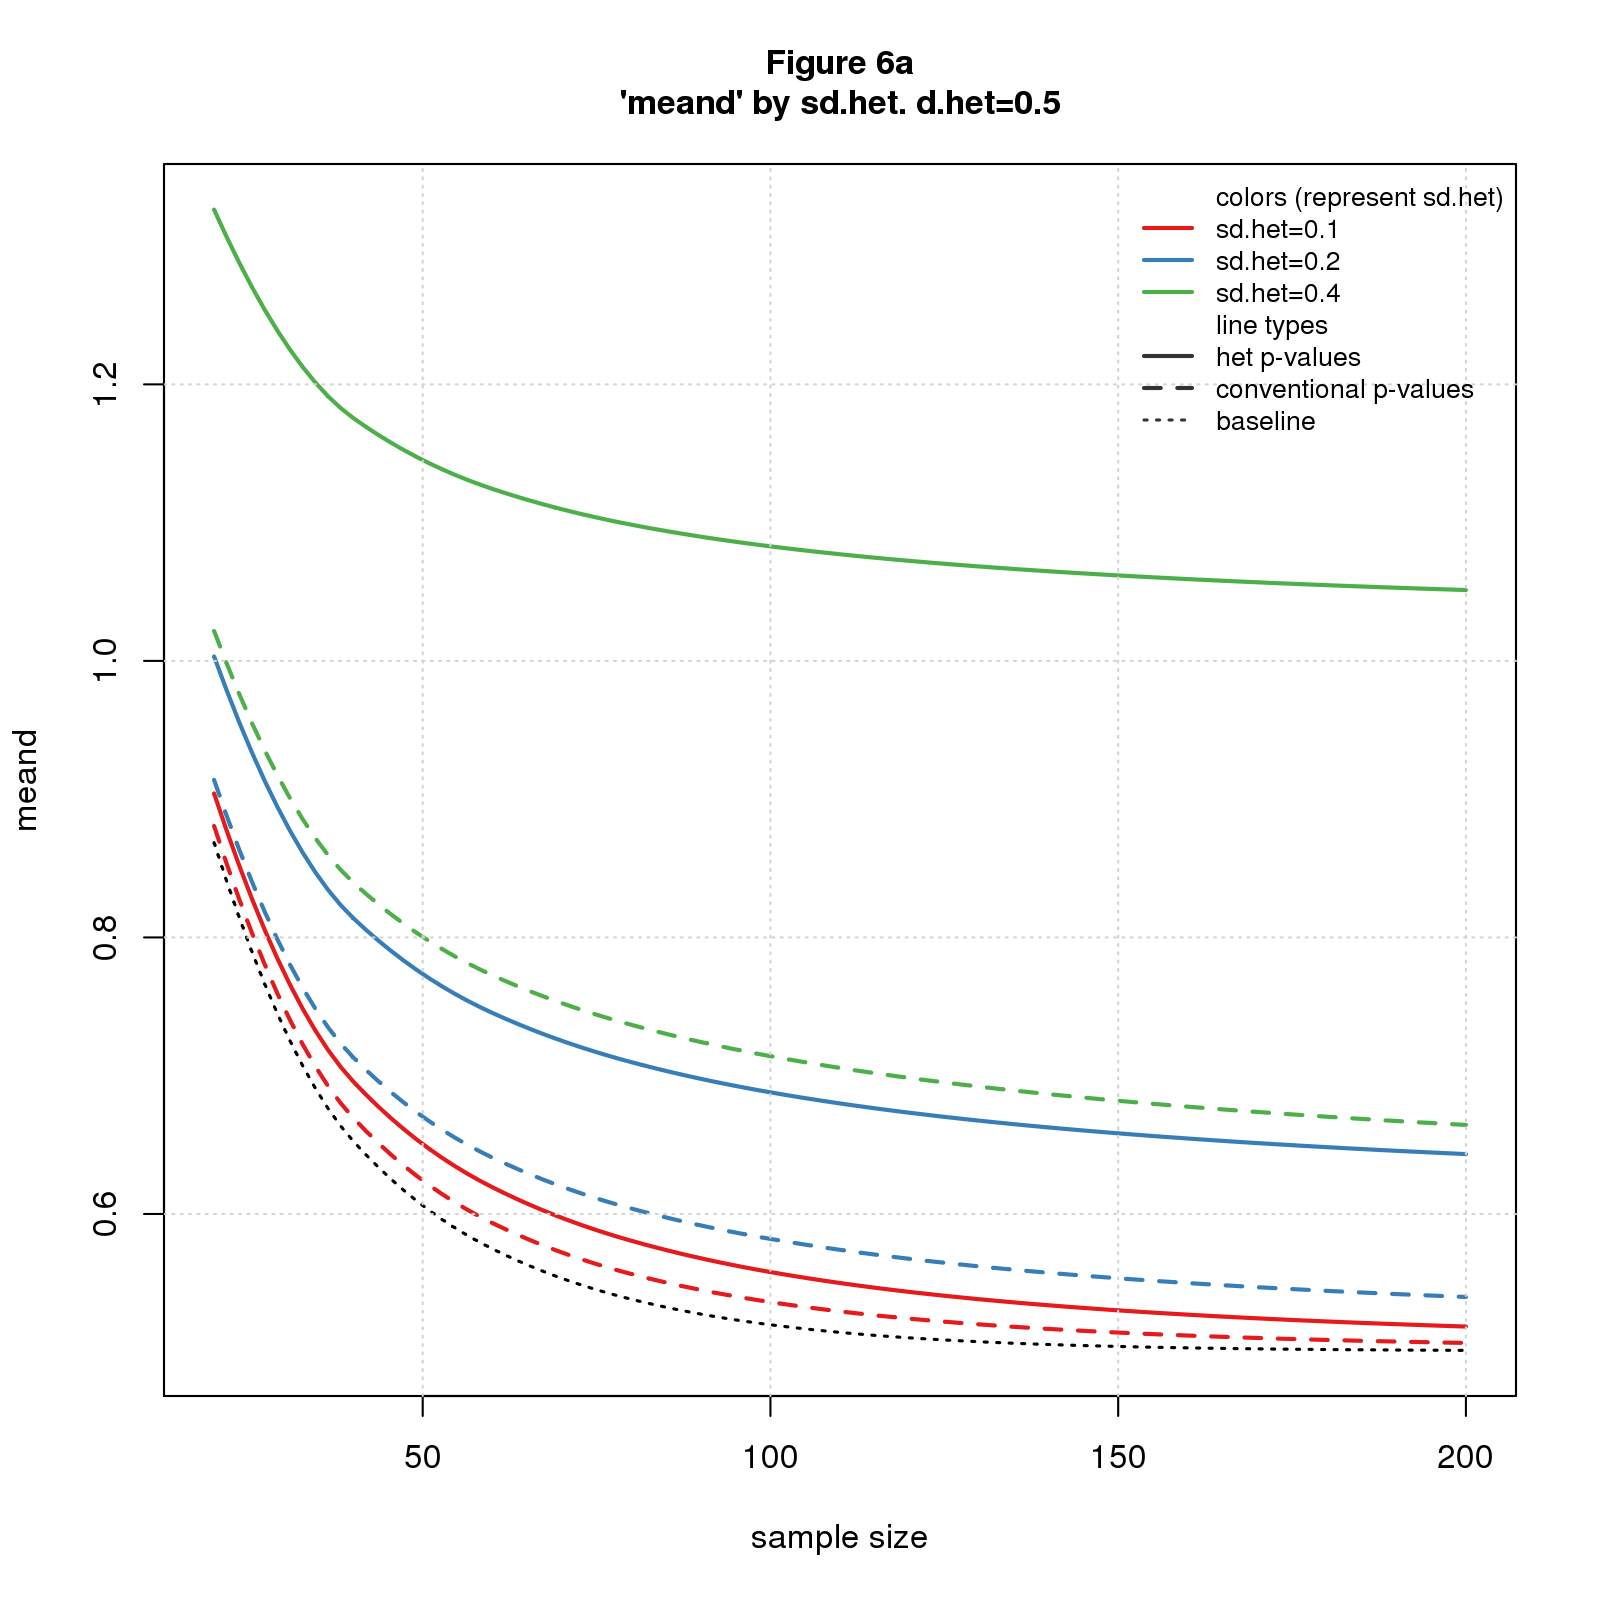 Figure 6a
'meand' by sd.het. d.het=0.5
colors (represent sd.het)
sd.het=0.1
sd.het=0.2
sd.het=0.4
line types
het p-values
conventional p-values
baseline
1.2
1.0
0.8
0.6
meand
50
100
150
200
sample size